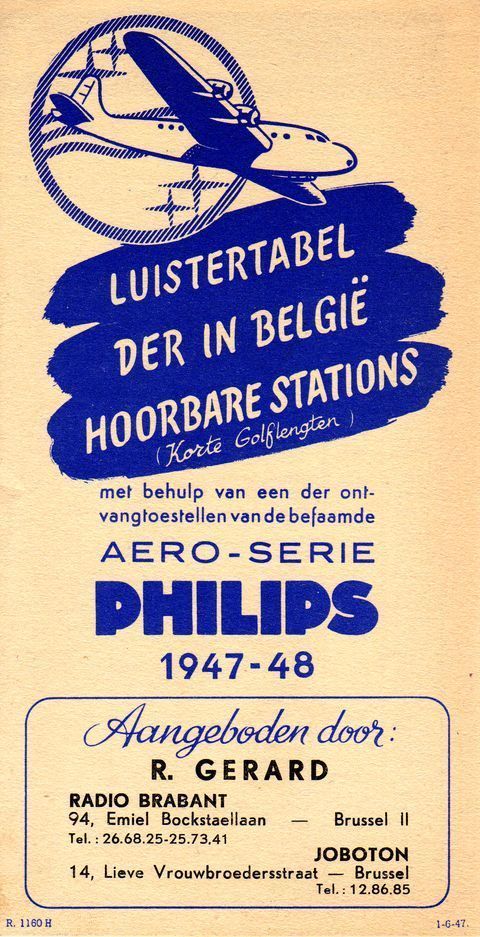 LUISTERTABEL
DER IN BELGIË
HOORBARE STATIONS
(Korte Golflengten)
met behulp van een der ont-
vangtoestellen van de befaamde
AERO-SERIE
PHILIPS
1947-48
Aangeboden door:
R. GERARD
RADIO BRABANT
94, Emiel Bockstaellaan — Brussel II
Tel.: 26.68.25-25.73,41
JOBOTON
14, Lieve Vrouwbroedersstraat — Brussel
Tel.: 12.86.85
R. 1160 H
1-6-47.